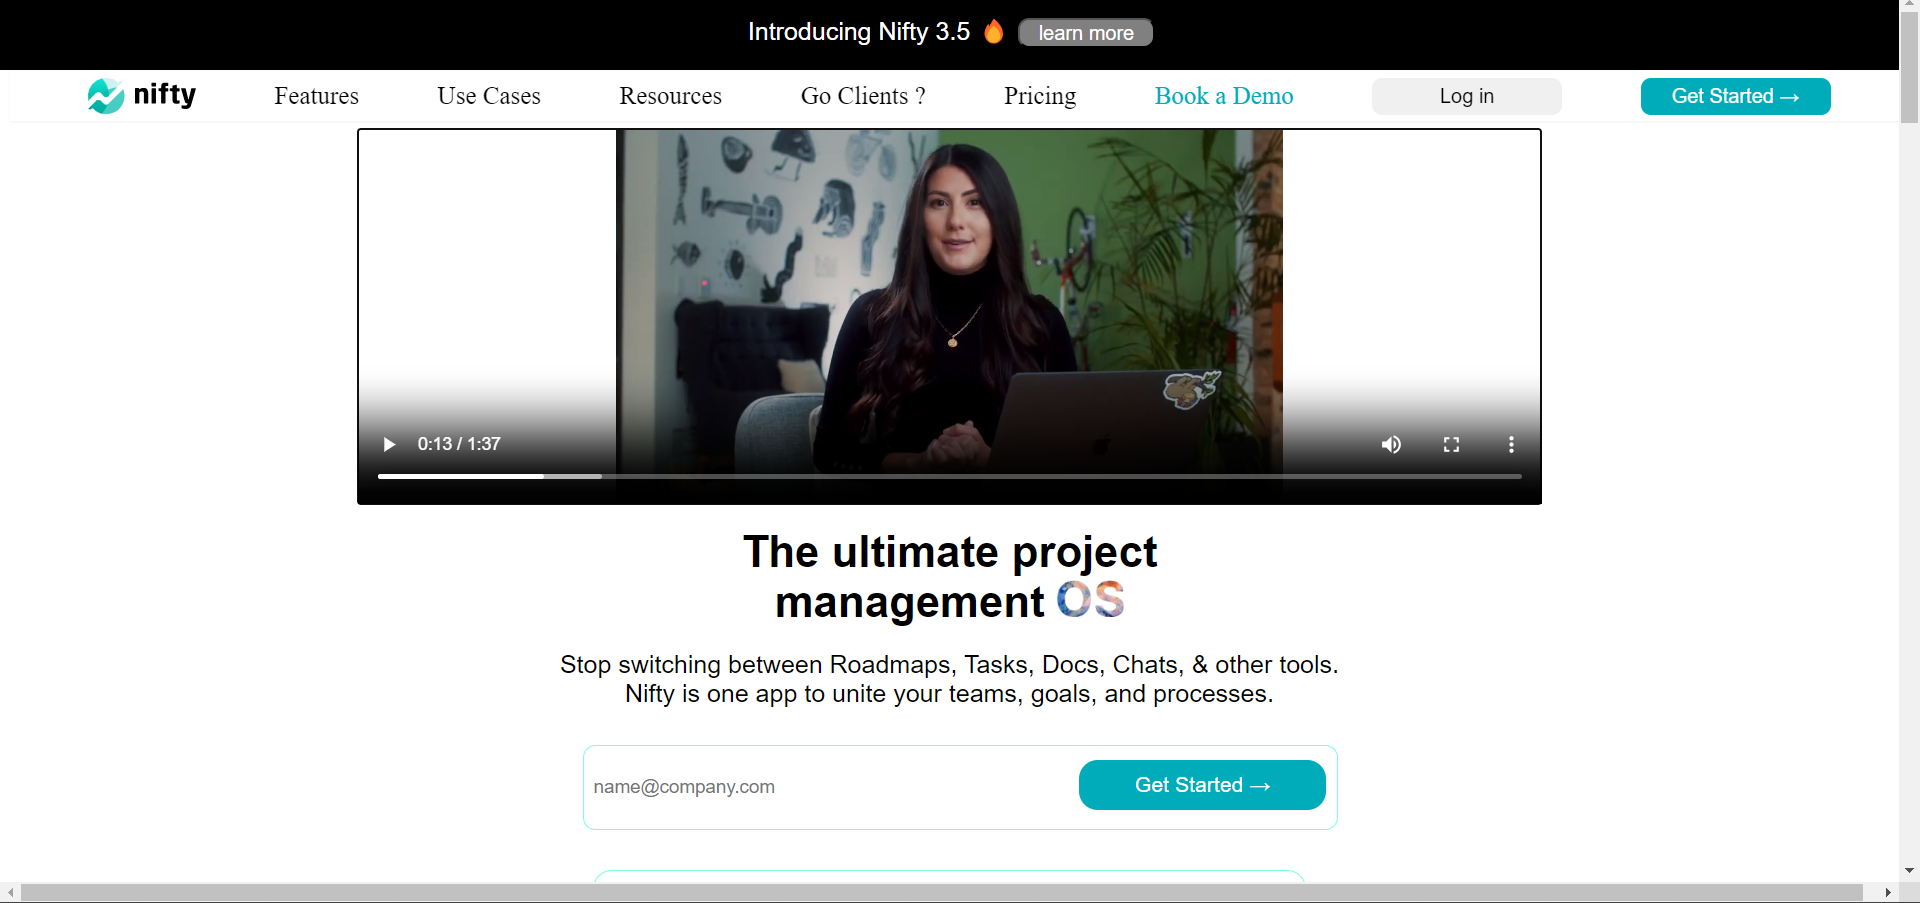 Introducing Nifty 3.5 🔥 learn more
nifty Features Use Cases Resources Go Clients ? Pricing Book a Demo Log in Get Started →
0:13 / 1:37
The ultimate project
management OS
Stop switching between Roadmaps, Tasks, Docs, Chats, & other tools.
Nifty is one app to unite your teams, goals, and processes.
name@company.com Get Started →